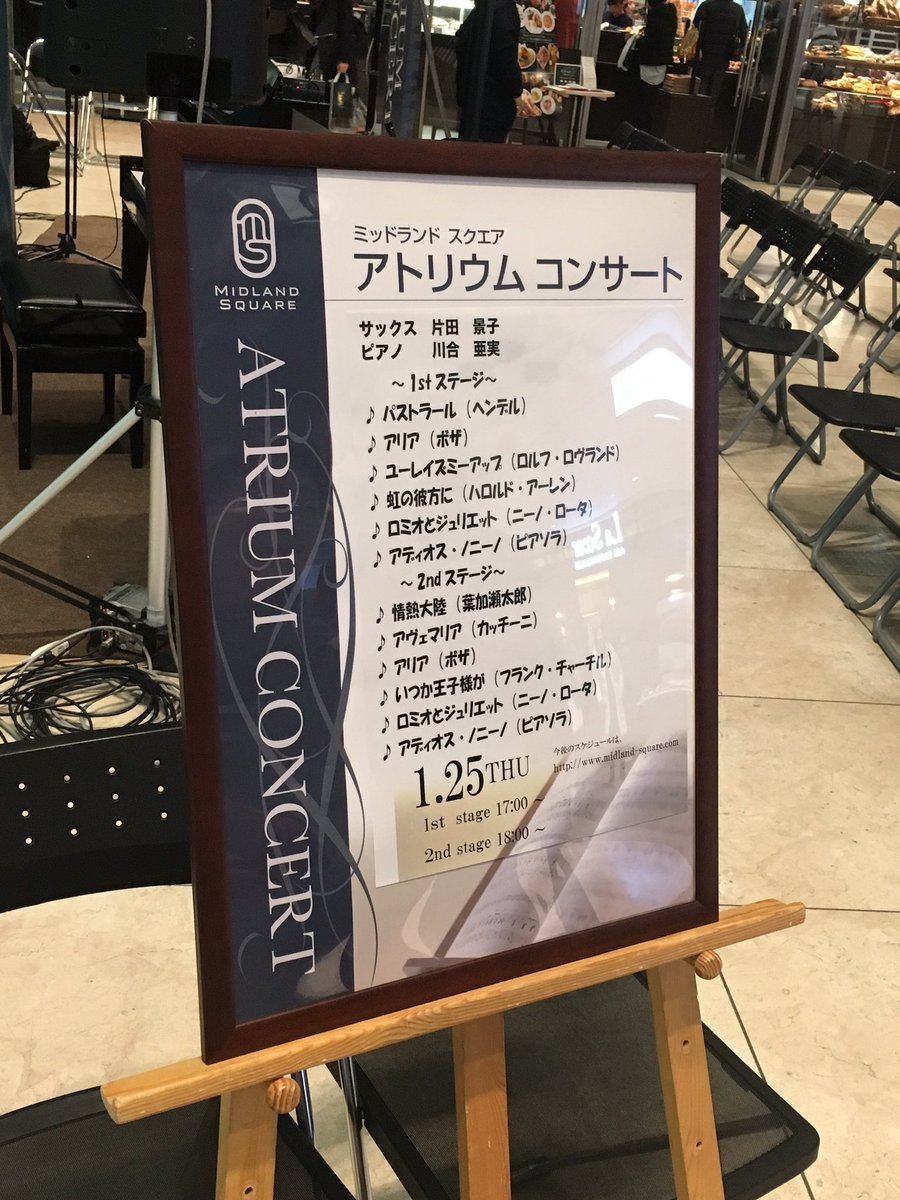 MIDLAND
SQUARE
ATRIUM CONCERT
ミッドランド スクエア
アトリウム コンサート
サックス 片田 景子
ピアノ 川合 亜実
～1stステージ～
♪ パストラール（ヘンデル）
♪ アリア（ボザ）
♪ ユーレイズミーアップ（ロルフ・ロヴランド）
♪ 虹の彼方に（ハロルド・アーレン）
♪ ロミオとジュリエット（ニーノ・ロータ）
♪ アディオス・ノニーノ（ピアソラ）
～2ndステージ～
♪ 情熱大陸（葉加瀬太郎）
♪ アヴェマリア（カッチーニ）
♪ アリア（ボザ）
♪ いつか王子様が（フランク・チャーチル）
♪ ロミオとジュリエット（ニーノ・ロータ）
♪ アディオス・ノニーノ（ピアソラ）
1.25THU
今後のスケジュールは、
http://www.midland-square.com
1st stage 17:00 ～
2nd stage 18:00 ～